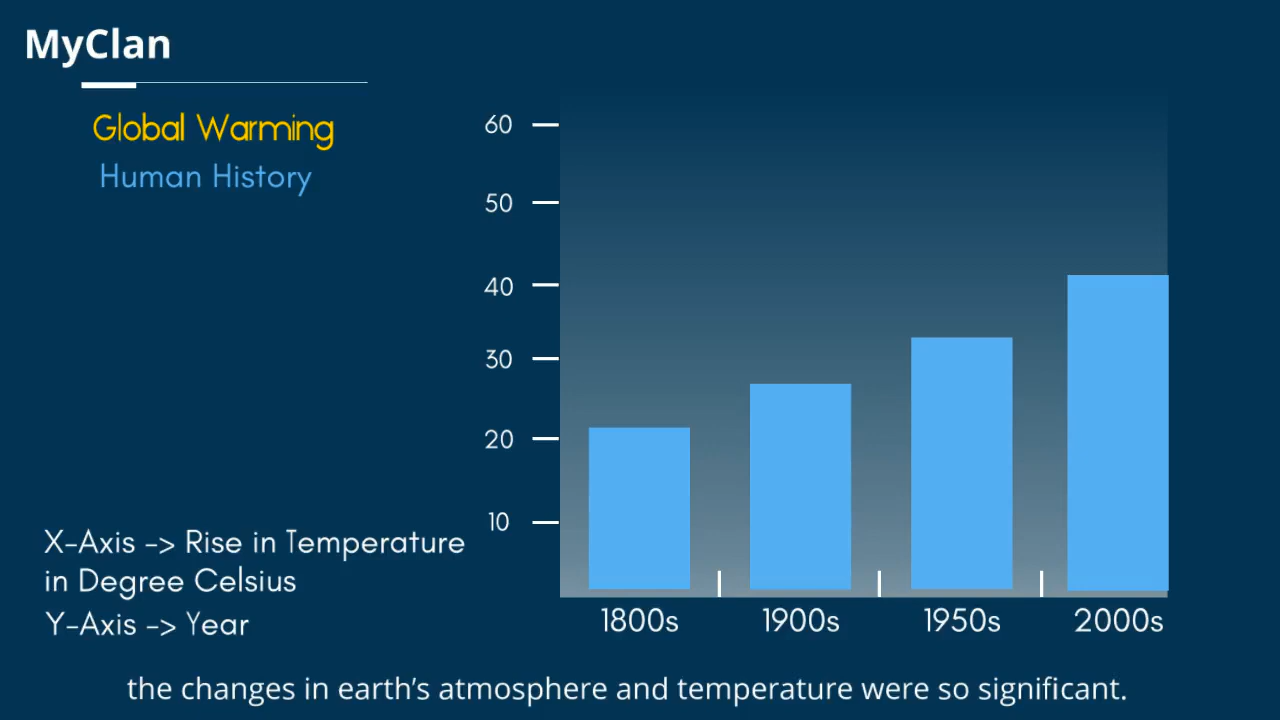 MyClan
Global Warming
Human History
60
50
40
30
20
10
X-Axis -> Rise in Temperature
in Degree Celsius
Y-Axis -> Year
1800s 1900s 1950s 2000s
the changes in earth's atmosphere and temperature were so significant.